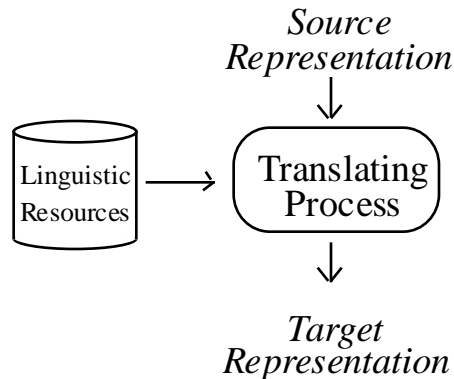 Source
Representation
Linguistic
Resources
Translating
Process
Target
Representation